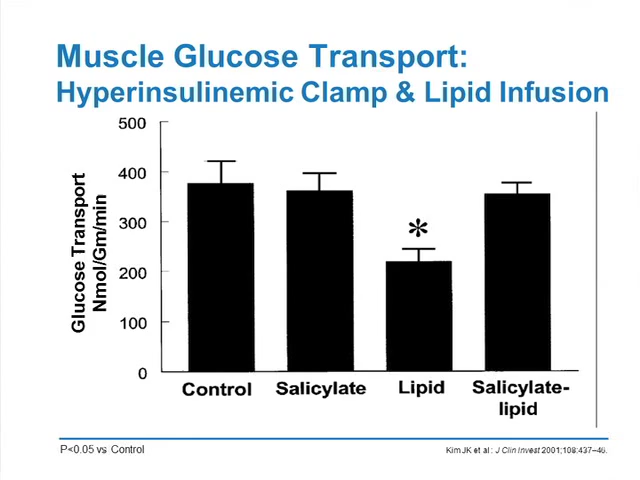 Muscle Glucose Transport:
Hyperinsulinemic Clamp & Lipid Infusion
Glucose Transport
Nmol/Gm/min
500
400
300
200
100
0
*
Control
Salicylate
Lipid
Salicylate-
lipid
P<0.05 vs Control
Kim JK et al: J Clin Invest 2001;108:437–46.